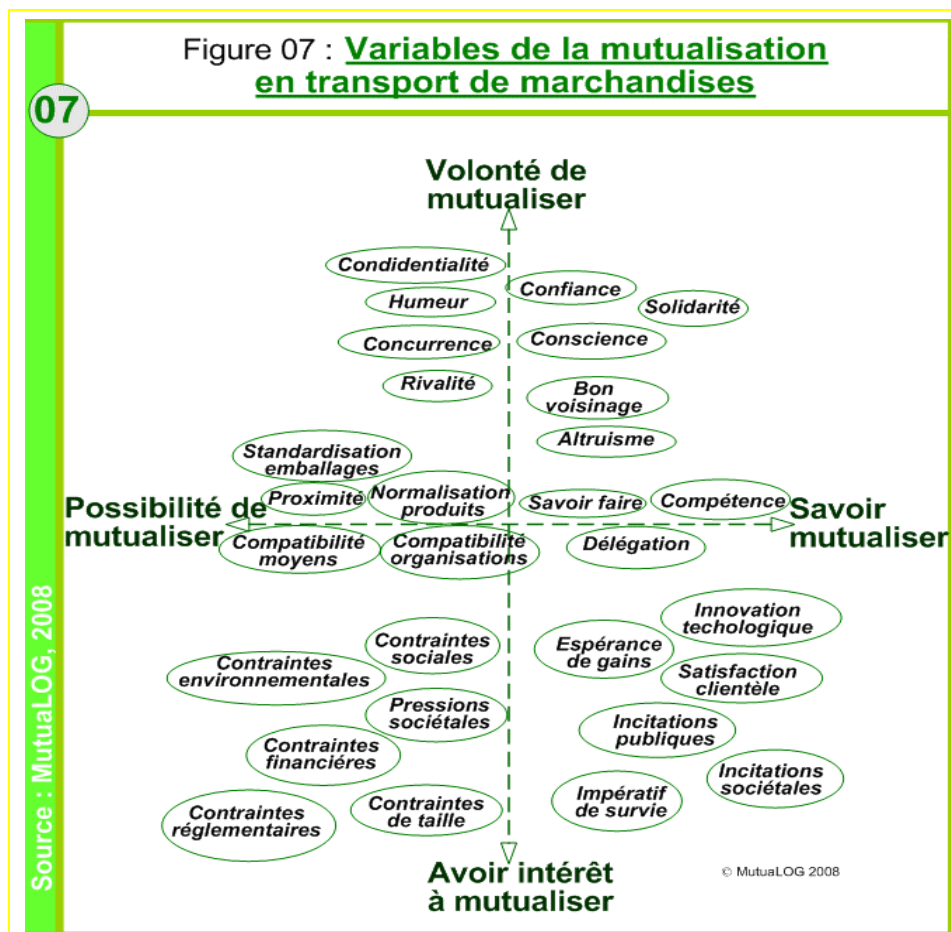 Figure 07 : Variables de la mutualisation
en transport de marchandises
07
Volonté de
mutualiser
Condidentialité
Confiance
Humeur
Solidarité
Concurrence
Conscience
Rivalité
Bon
voisinage
Altruisme
Standardisation
emballages
Proximité
Normalisation
produits
Savoir faire
Compétence
Possibilité de
mutualiser
Savoir
mutualiser
Compatibilité
moyens
Compatibilité
organisations
Délégation
Innovation
techologique
Contraintes
sociales
Espérance
de gains
Contraintes
environnementales
Satisfaction
clientèle
Pressions
sociétales
Incitations
publiques
Contraintes
financiéres
Incitations
sociétales
Impératif
de survie
Contraintes
réglementaires
Contraintes
de taille
Avoir intérêt
à mutualiser
© MutuaLOG 2008
Source : MutuaLOG, 2008